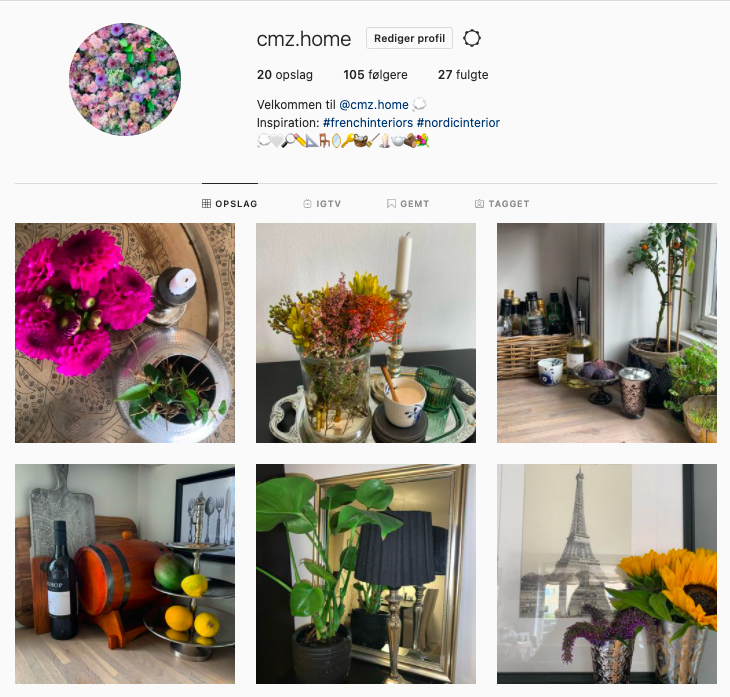 cmz.home Rediger profil
20 opslag 105 følgere 27 fulgte
Velkommen til @cmz.home
Inspiration: #frenchinteriors #nordicinterior
OPSLAG IGTV GEMT TAGGET